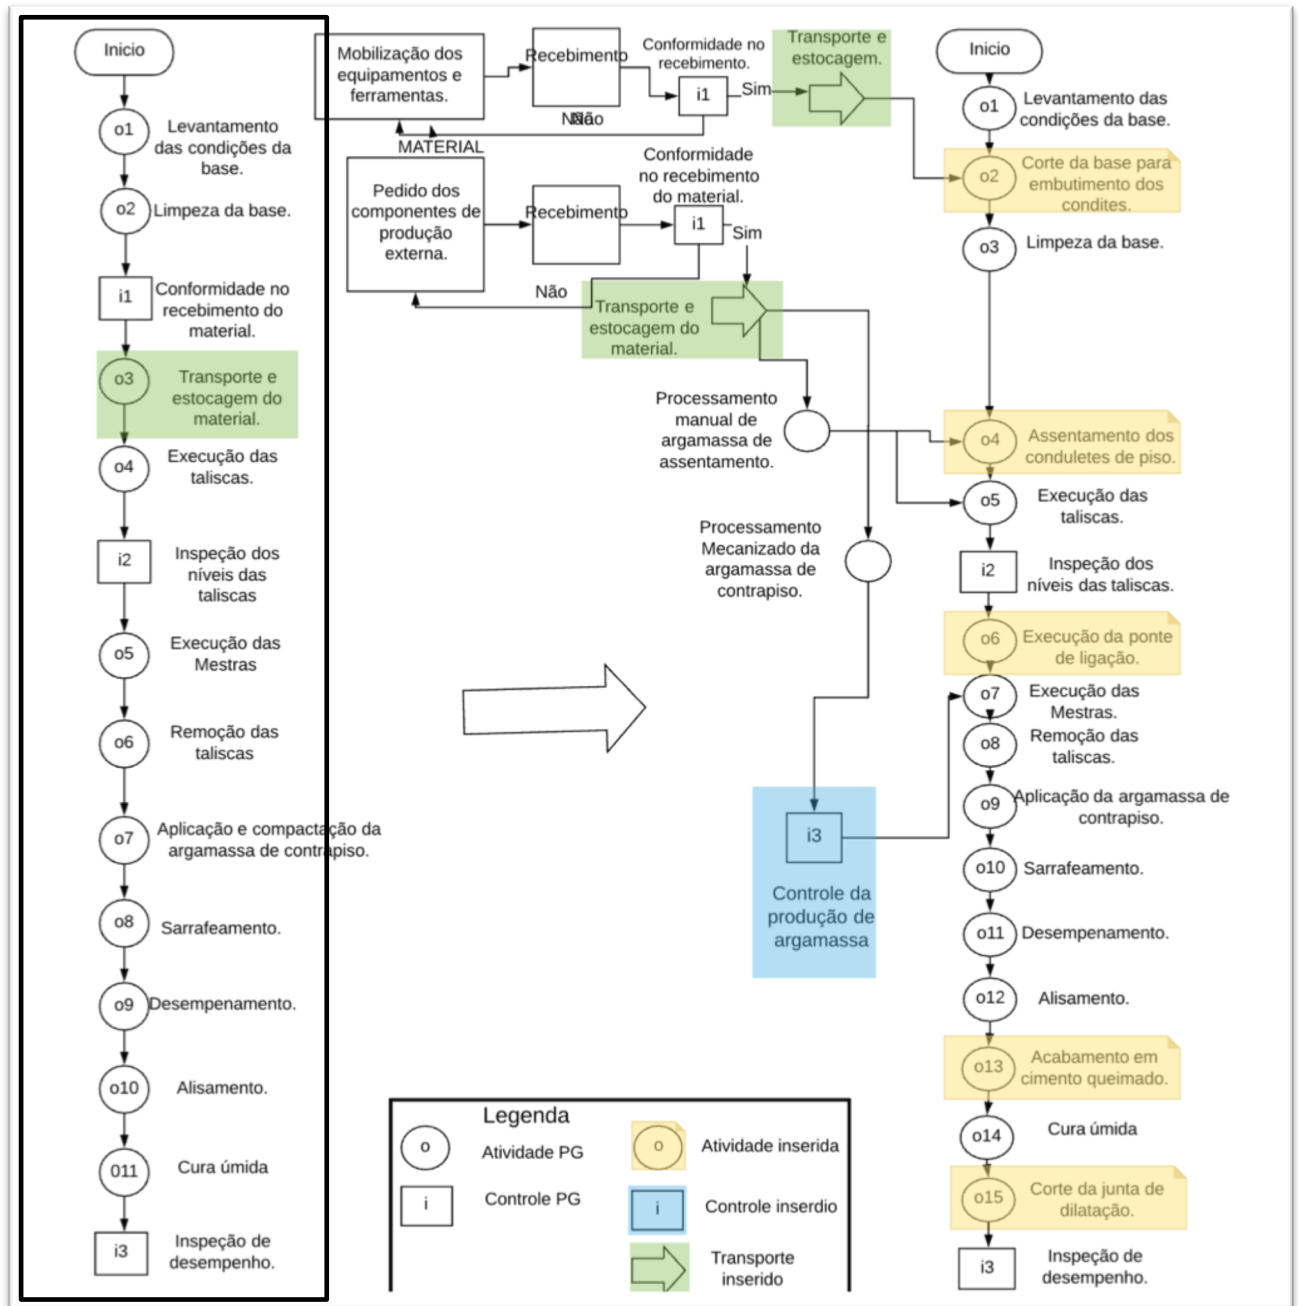 Inicio
o1
Levantamento
das condições da
base.
o2
Limpeza da base.
i1
Conformidade no
recebimento do
material.
o3
Transporte e
estocagem do
material.
o4
Execução das
taliscas.
i2
Inspeção dos
níveis das
taliscas
o5
Execução das
Mestras
o6
Remoção das
taliscas
o7
Aplicação e compactação da
argamassa de contrapiso.
o8
Sarrafeamento.
o9
Desempenamento.
o10
Alisamento.
011
Cura úmida
i3
Inspeção de
desempenho.
Mobilização dos
equipamentos e
ferramentas.
Recebimento
Conformidade no
recebimento.
i1
Sim
Não
Transporte e
estocagem.
MATERIAL
Pedido dos
componentes de
produção
externa.
Recebimento
Conformidade
no recebimento
do material.
i1
Sim
Não
Transporte e
estocagem do
material.
Processamento
manual de
argamassa de
assentamento.
Processamento
Mecanizado da
argamassa de
contrapiso.
i3
Controle da
produção de
argamassa
Inicio
o1
Levantamento das
condições da base.
o2
Corte da base para
embutimento dos
condites.
o3
Limpeza da base.
o4
Assentamento dos
conduletes de piso.
o5
Execução das
taliscas.
i2
Inspeção dos
níveis das taliscas.
o6
Execução da ponte
de ligação.
o7
Execução das
Mestras.
o8
Remoção das
taliscas.
o9
Aplicação da argamassa de
contrapiso.
o10
Sarrafeamento.
o11
Desempenamento.
o12
Alisamento.
o13
Acabamento em
cimento queimado.
o14
Cura úmida
o15
Corte da junta de
dilatação.
i3
Inspeção de
desempenho.
Legenda
o
Atividade PG
o
Atividade inserida
i
Controle PG
i
Controle inserdio
Transporte
inserido